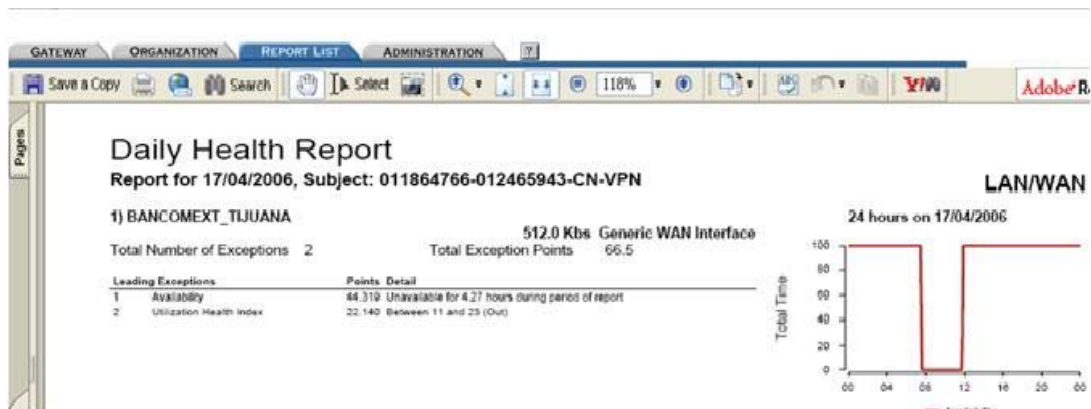 GATEWAY ORGANIZATION REPORT LIST ADMINISTRATION ?
Save a Copy Search Select 118% Adobe R
Pages
Daily Health Report
Report for 17/04/2006, Subject: 011864766-012465943-CN-VPN
LAN/WAN
1) BANCOMEXT_TIJUANA
24 hours on 17/04/2006
512.0 Kbs Generic WAN Interface
Total Number of Exceptions 2 Total Exception Points 66.5
Leading Exceptions Points Detail
1 Availability 44.319 Unavailable for 4.27 hours during period of report
2 Utilization Health Index 22.140 Between 11 and 23 (Out)
Total Time
100
80
60
40
20
0
00 04 08 12 16 20 00